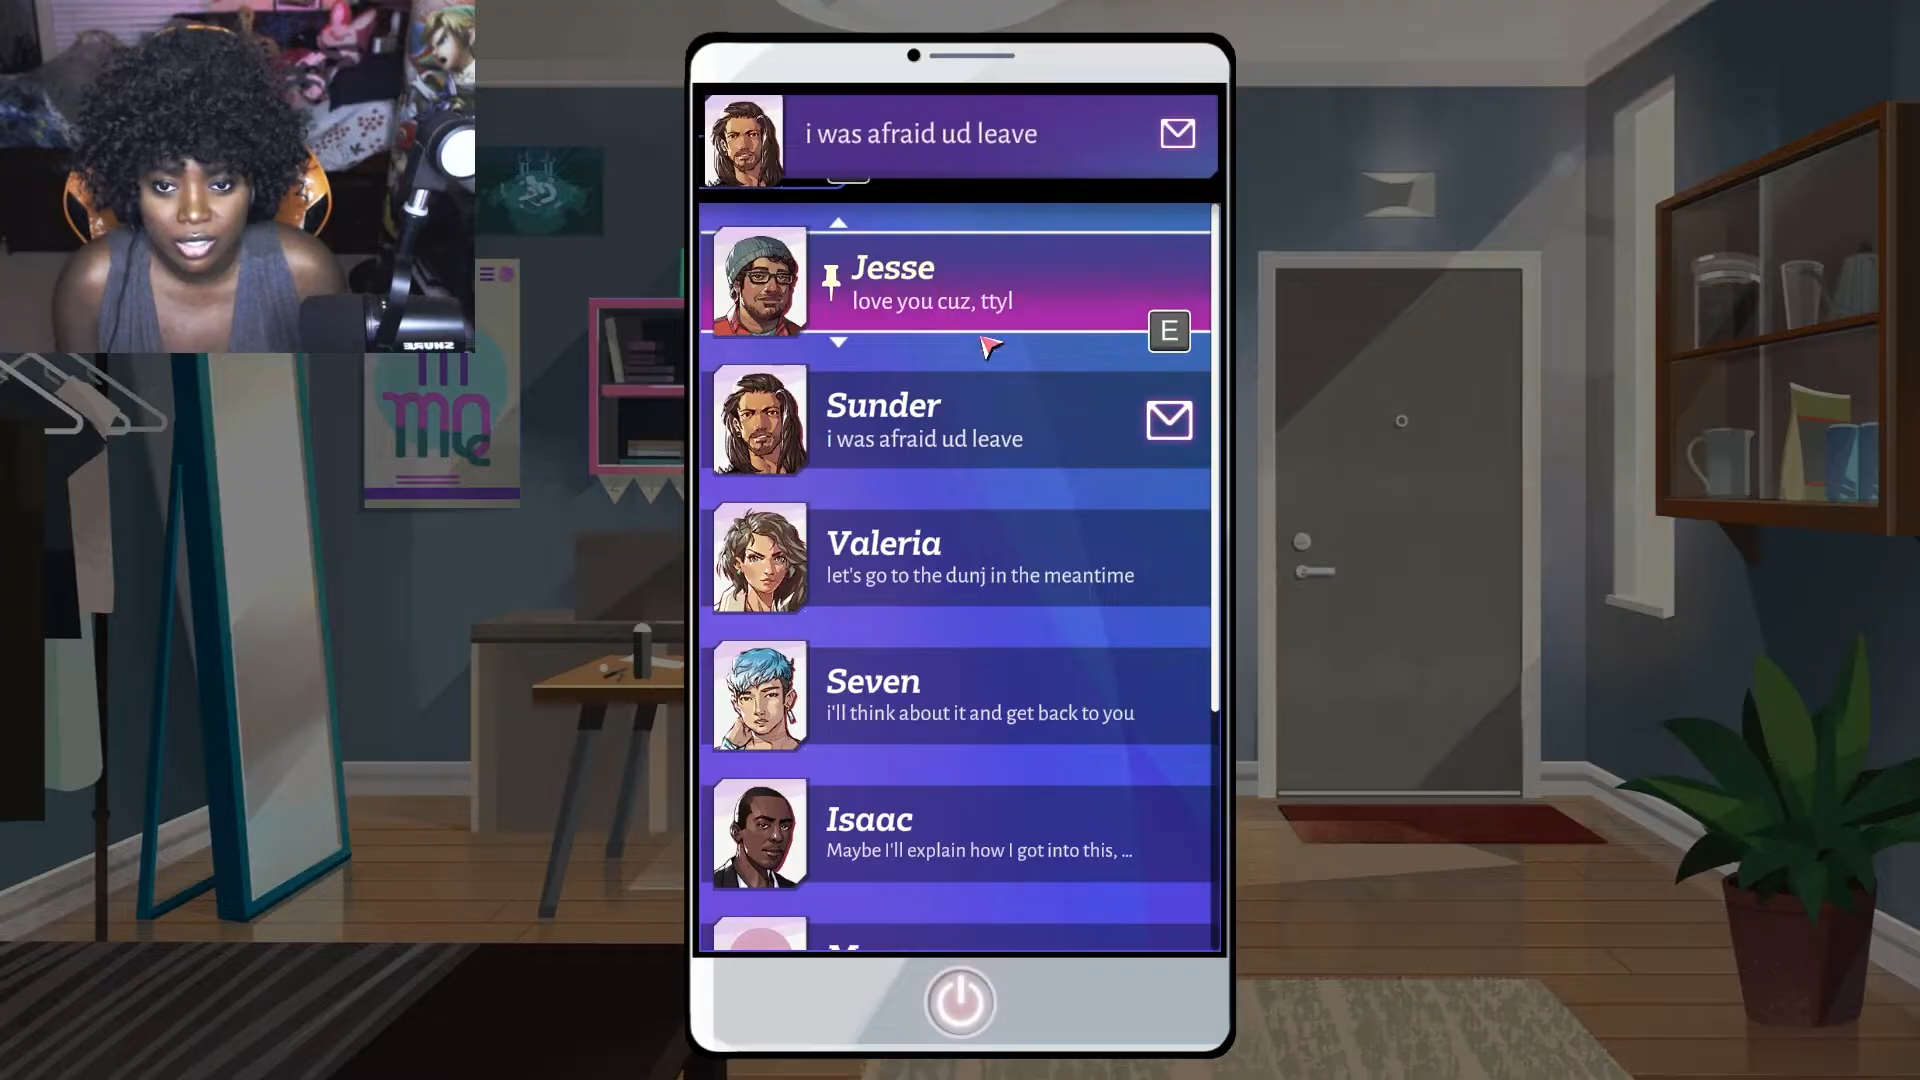 i was afraid ud leave
Jesse
love you cuz, ttyl
E
Sunder
i was afraid ud leave
Valeria
let's go to the dunj in the meantime
Seven
i'll think about it and get back to you
Isaac
Maybe I'll explain how I got into this, ...
SHURE